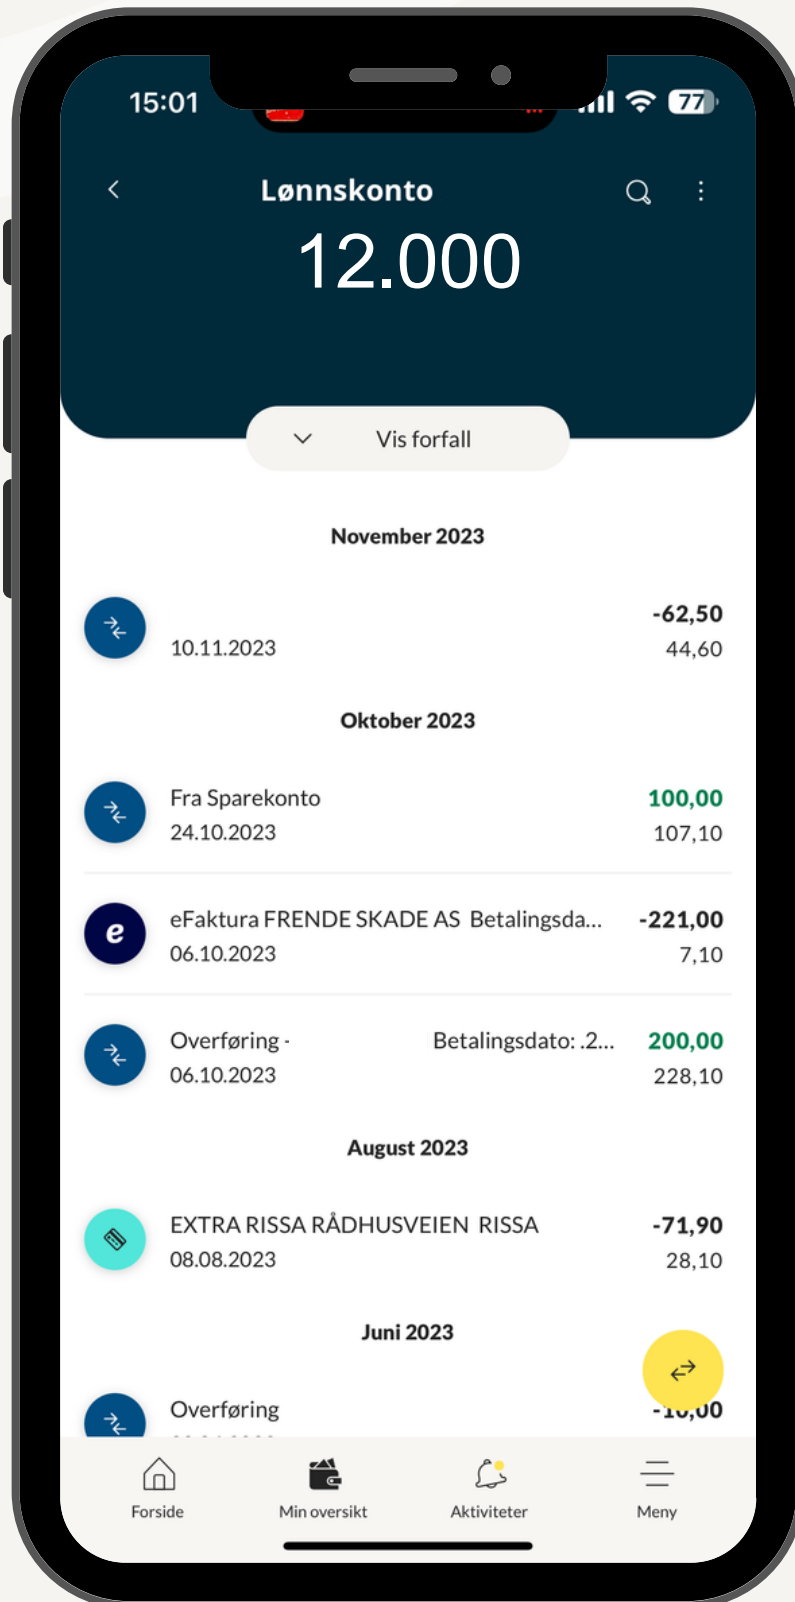 15:01
77
Lønnskonto
12.000
Vis forfall
November 2023
-62,50
10.11.2023 44,60
Oktober 2023
Fra Sparekonto 100,00
24.10.2023 107,10
e
eFaktura FRENDE SKADE AS Betalingsda... -221,00
06.10.2023 7,10
Overføring - Betalingsdato: .2... 200,00
06.10.2023 228,10
August 2023
EXTRA RISSA RÅDHUSVEIEN RISSA -71,90
08.08.2023 28,10
Juni 2023
Overføring -10,00
Forside Min oversikt Aktiviteter Meny